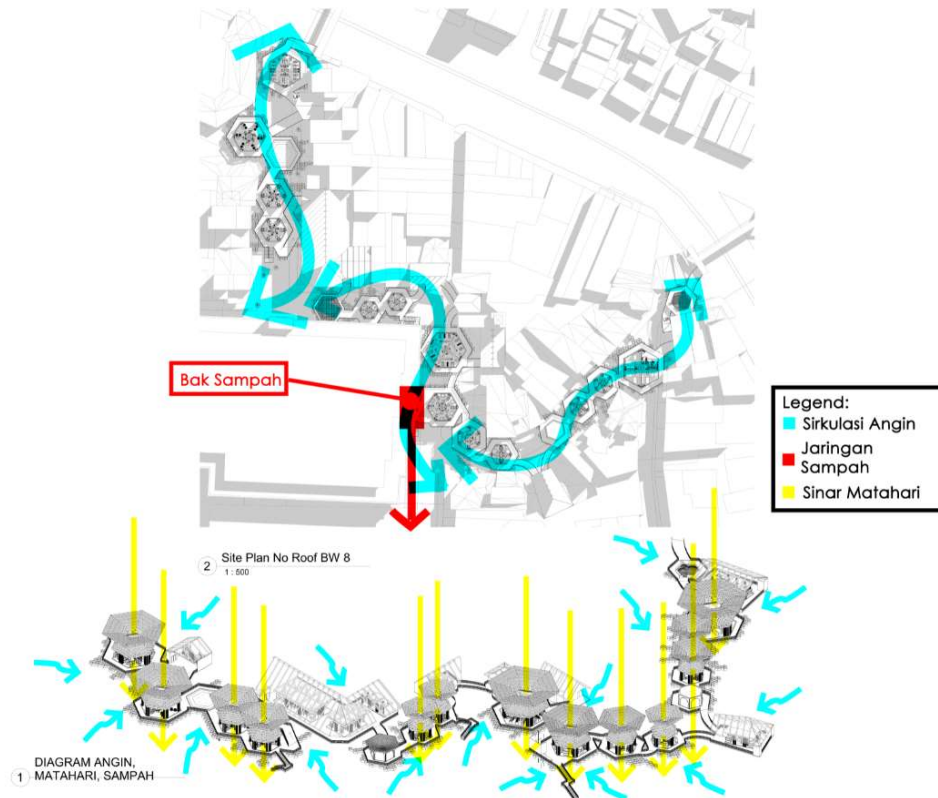 Bak Sampah
Legend:
Sirkulasi Angin
Jaringan
Sampah
Sinar Matahari
2 Site Plan No Roof BW 8
1 : 500
1 DIAGRAM ANGIN,
MATAHARI, SAMPAH